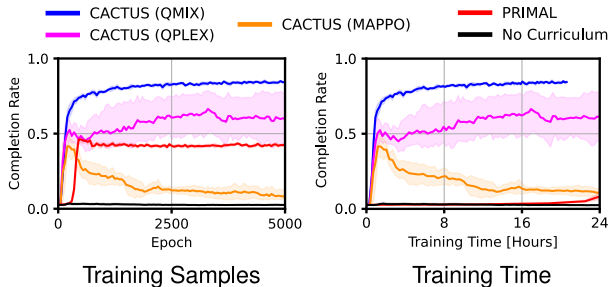 CACTUS (QMIX)
CACTUS (QPLEX)
CACTUS (MAPPO)
PRIMAL
No Curriculum
Completion Rate
1.0
0.5
0.0
0
2500
5000
Epoch
Training Samples
Completion Rate
1.0
0.5
0.0
0
8
16
24
Training Time [Hours]
Training Time